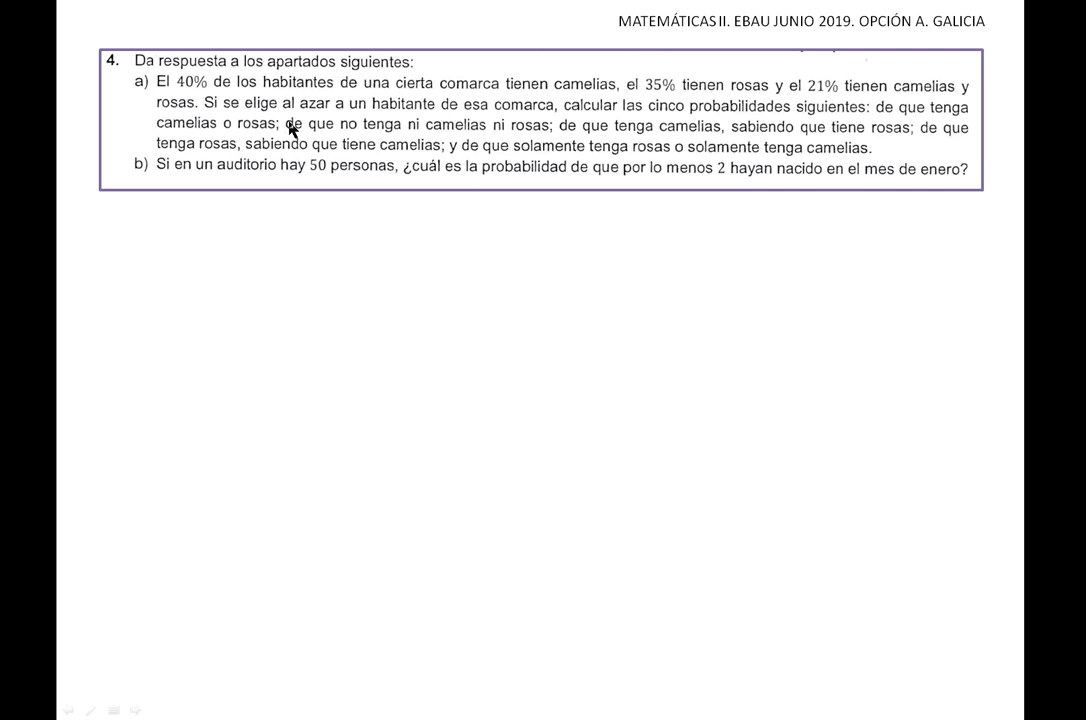 MATEMÁTICAS II. EBAU JUNIO 2019. OPCIÓN A. GALICIA
4. Da respuesta a los apartados siguientes:
a) El 40% de los habitantes de una cierta comarca tienen camelias, el 35% tienen rosas y el 21% tienen camelias y
rosas. Si se elige al azar a un habitante de esa comarca, calcular las cinco probabilidades siguientes: de que tenga
camelias o rosas; de que no tenga ni camelias ni rosas; de que tenga camelias, sabiendo que tiene rosas; de que
tenga rosas, sabiendo que tiene camelias; y de que solamente tenga rosas o solamente tenga camelias.
b) Si en un auditorio hay 50 personas, ¿cuál es la probabilidad de que por lo menos 2 hayan nacido en el mes de enero?